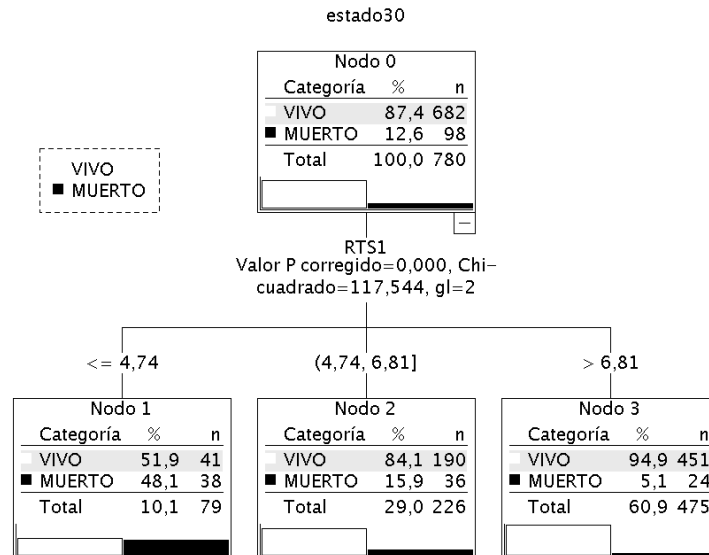 estado30
Nodo 0
Categoría % n
VIVO 87,4 682
MUERTO 12,6 98
Total 100,0 780
VIVO
MUERTO
RTS1
Valor P corregido=0,000, Chi-
cuadrado=117,544, gl=2
<= 4,74
(4,74, 6,81]
> 6,81
Nodo 1
Categoría % n
VIVO 51,9 41
MUERTO 48,1 38
Total 10,1 79
Nodo 2
Categoría % n
VIVO 84,1 190
MUERTO 15,9 36
Total 29,0 226
Nodo 3
Categoría % n
VIVO 94,9 451
MUERTO 5,1 24
Total 60,9 475